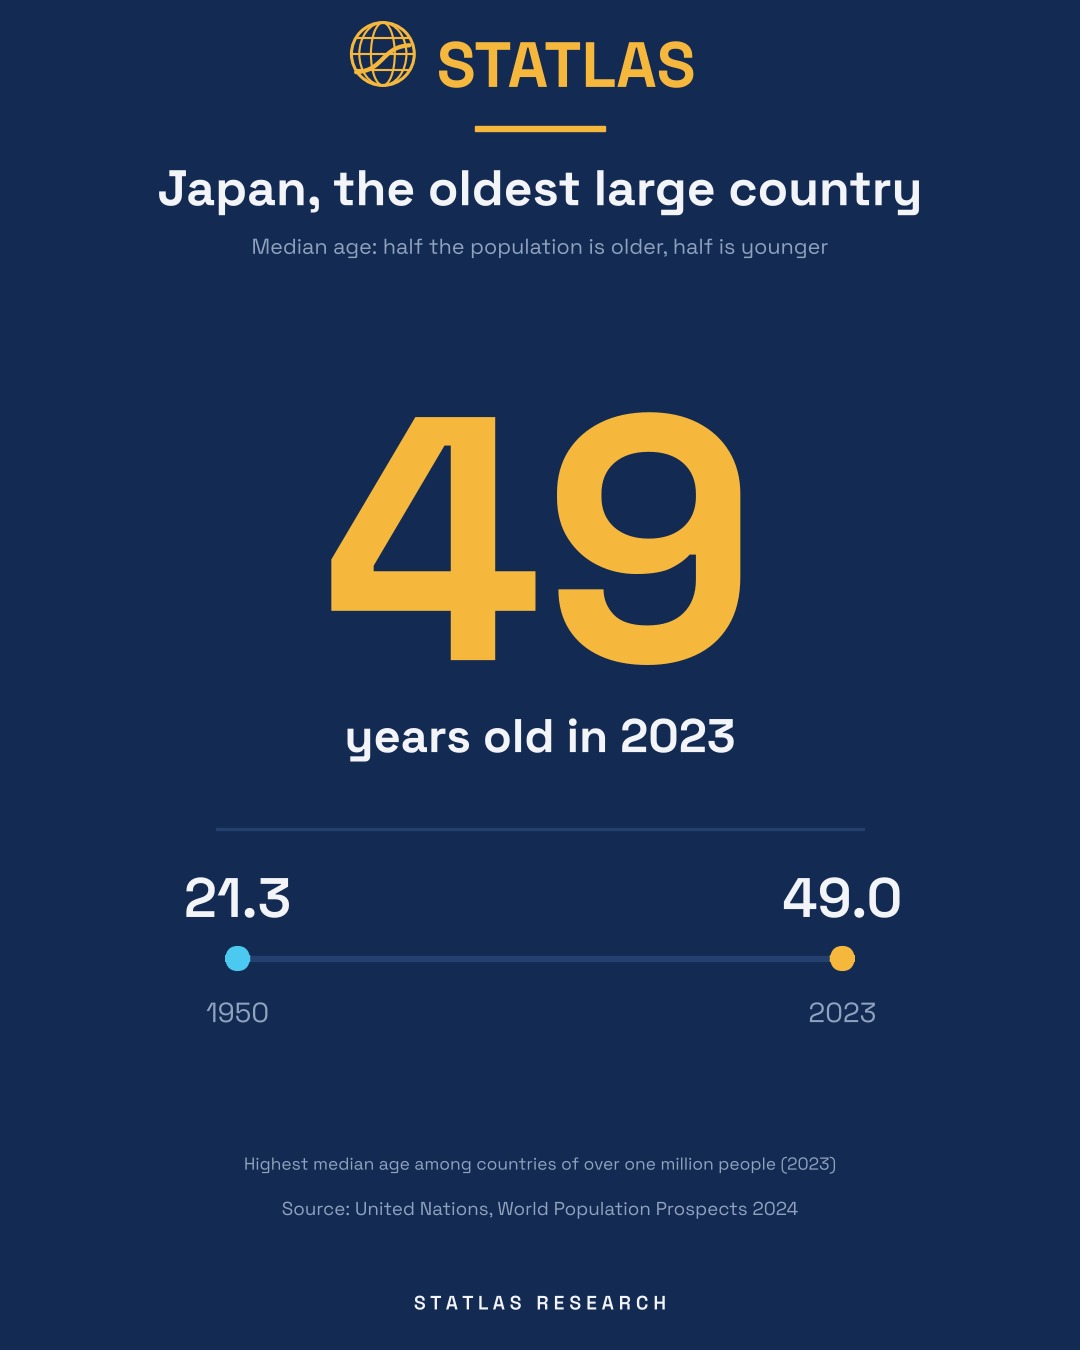 STATLAS
Japan, the oldest large country
Median age: half the population is older, half is younger
49
years old in 2023
21.3
49.0
1950
2023
Highest median age among countries of over one million people (2023)
Source: United Nations, World Population Prospects 2024
STATLAS RESEARCH